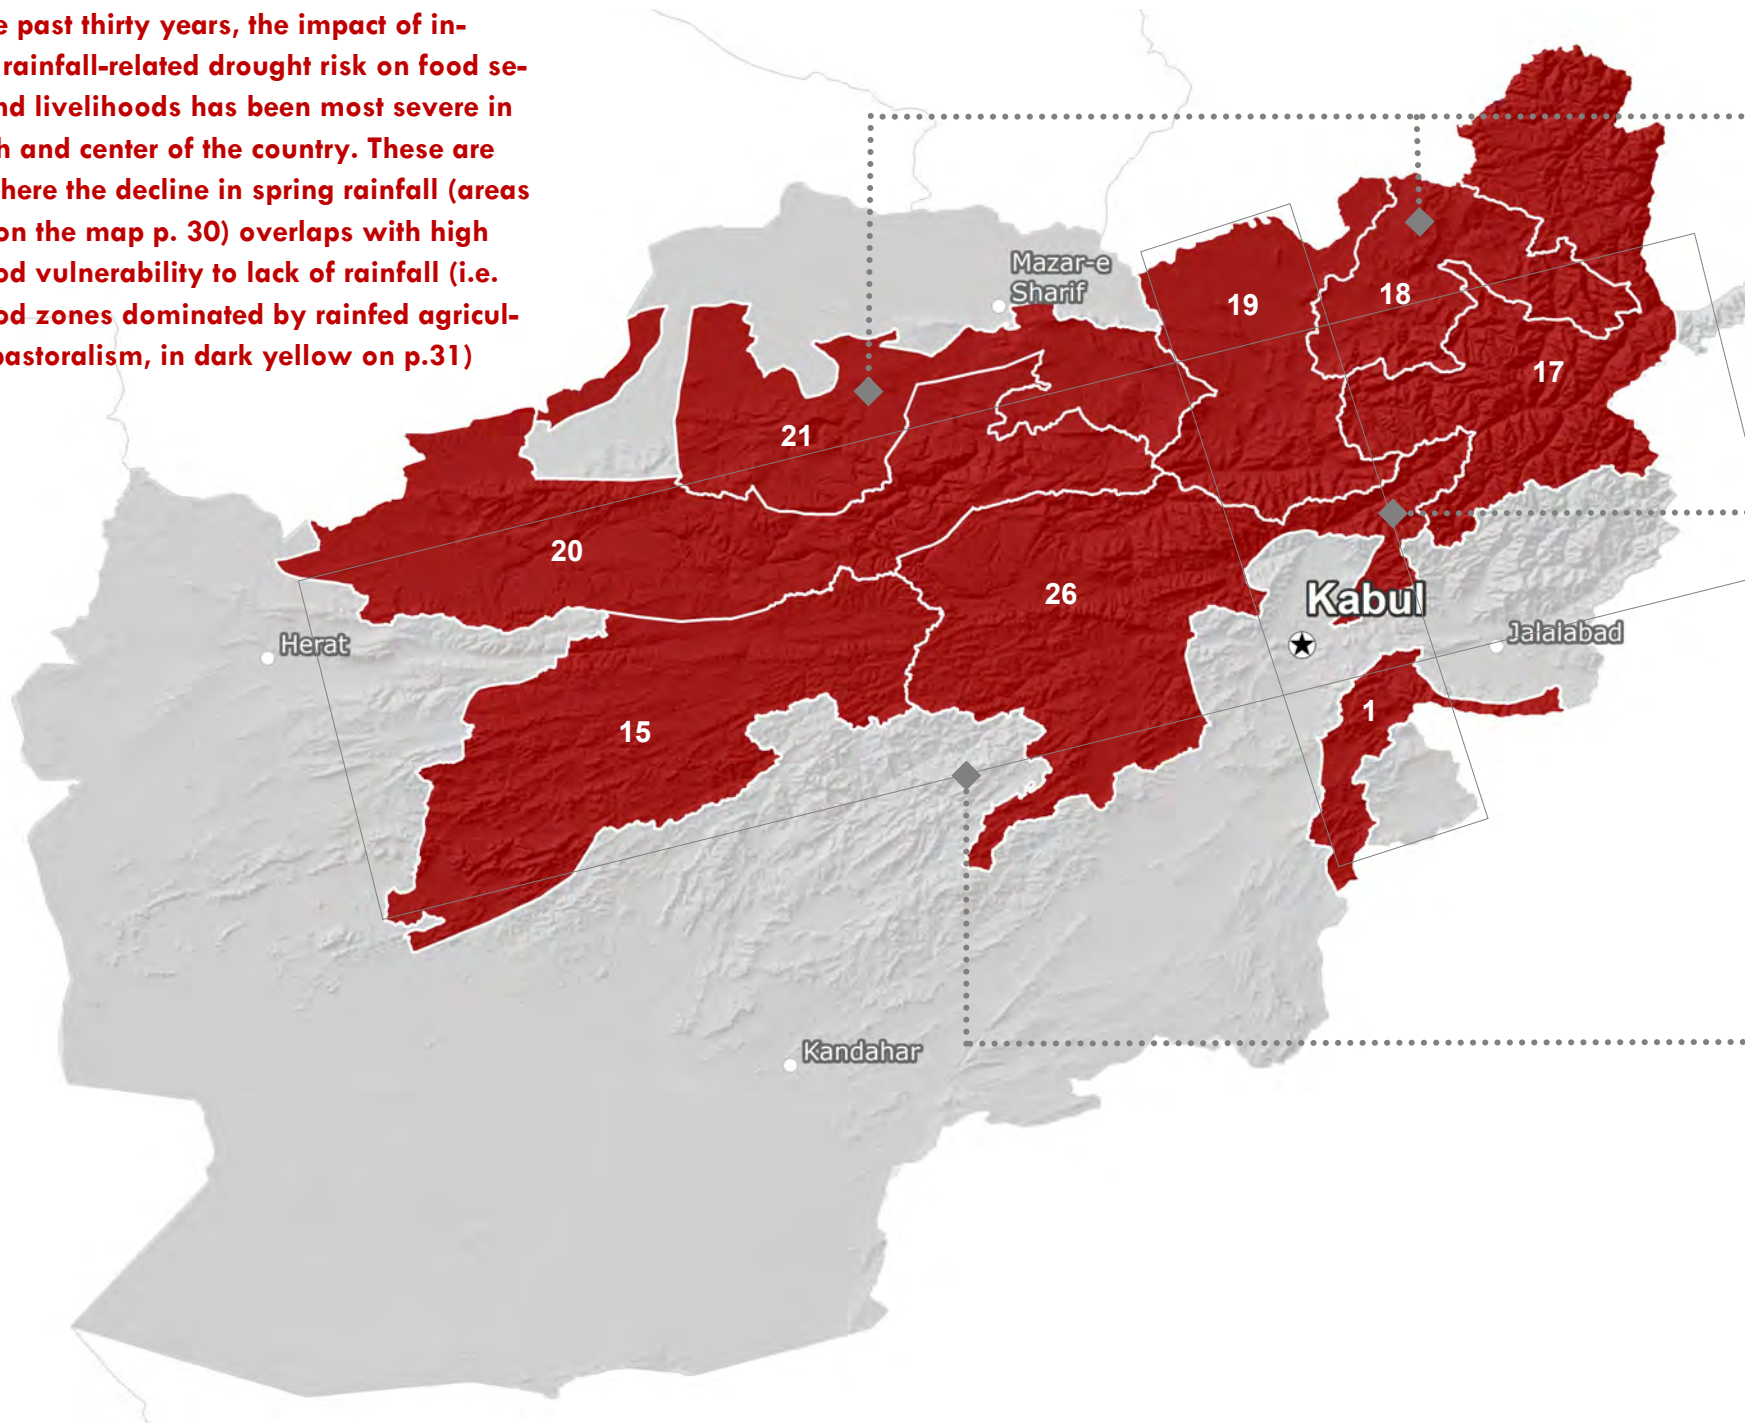 e past thirty years, the impact of in-
rainfall-related drought risk on food se-
nd livelihoods has been most severe in
h and center of the country. These are
here the decline in spring rainfall (areas
on the map p. 30) overlaps with high
od vulnerability to lack of rainfall (i.e.
od zones dominated by rainfed agricul-
pastoralism, in dark yellow on p.31)
Mazar-e
Sharif
19
18
17
21
20
26
Kabul
Herat
Jalalabad
15
1
Kandahar